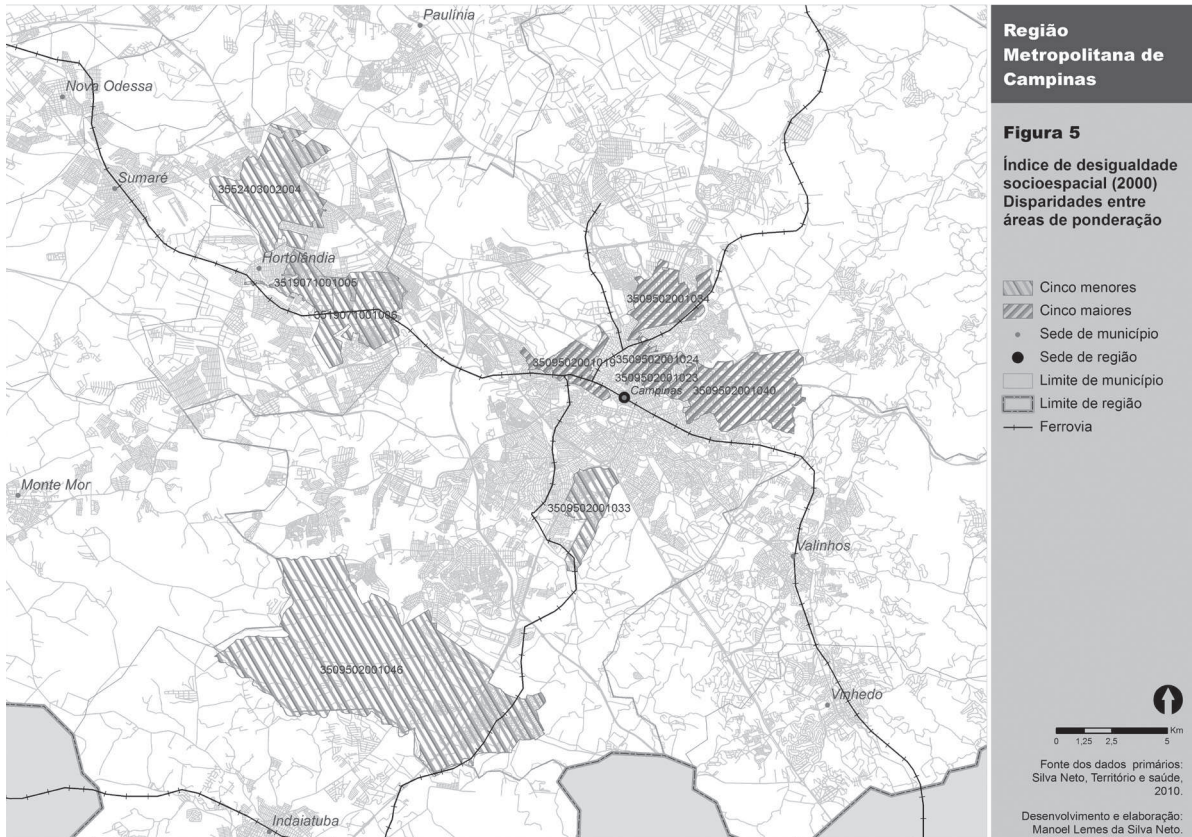 Paulínia
Nova Odessa
Sumaré
3552403002004
Hortolândia
3519071001005
3519071001006
3509502001034
3509502001019
3509502001024
3509502001023
Campinas
3509502001040
Monte Mor
3509502001033
Valinhos
3509502001046
Vinhedo
Indaiatuba
Região
Metropolitana de
Campinas
Figura 5
Índice de desigualdade
socioespacial (2000)
Disparidades entre
áreas de ponderação
Cinco menores
Cinco maiores
Sede de município
Sede de região
Limite de município
Limite de região
Ferrovia
Km
0 1,25 2,5 5
Fonte dos dados primários:
Silva Neto, Território e saúde,
2010.
Desenvolvimento e elaboração:
Manoel Lemes da Silva Neto.